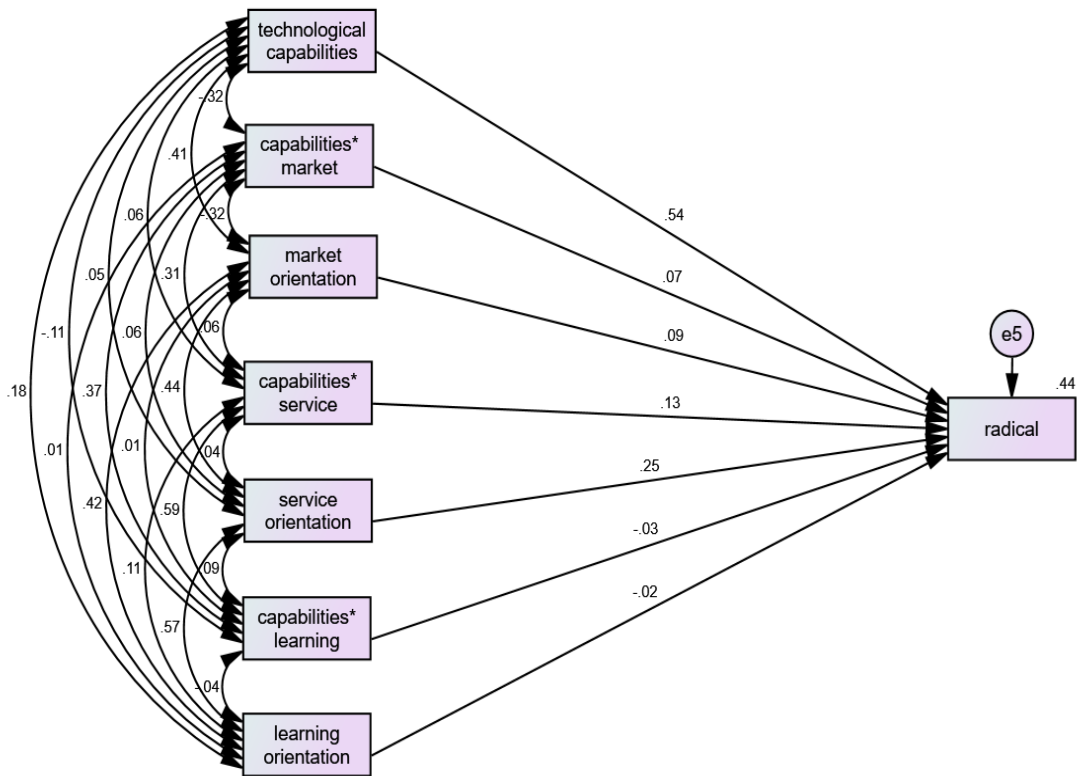 technological
capabilities
-.32
capabilities*
market
.41
-.32
.06
market
orientation
.54
.07
.05
.31
.06
.09
e5
-.11
.06
capabilities*
service
.44
.18
.37
.44
.13
radical
.01
.01
.04
.25
service
orientation
.42
.59
-.03
.11
.09
capabilities*
learning
-.02
.57
-.04
learning
orientation